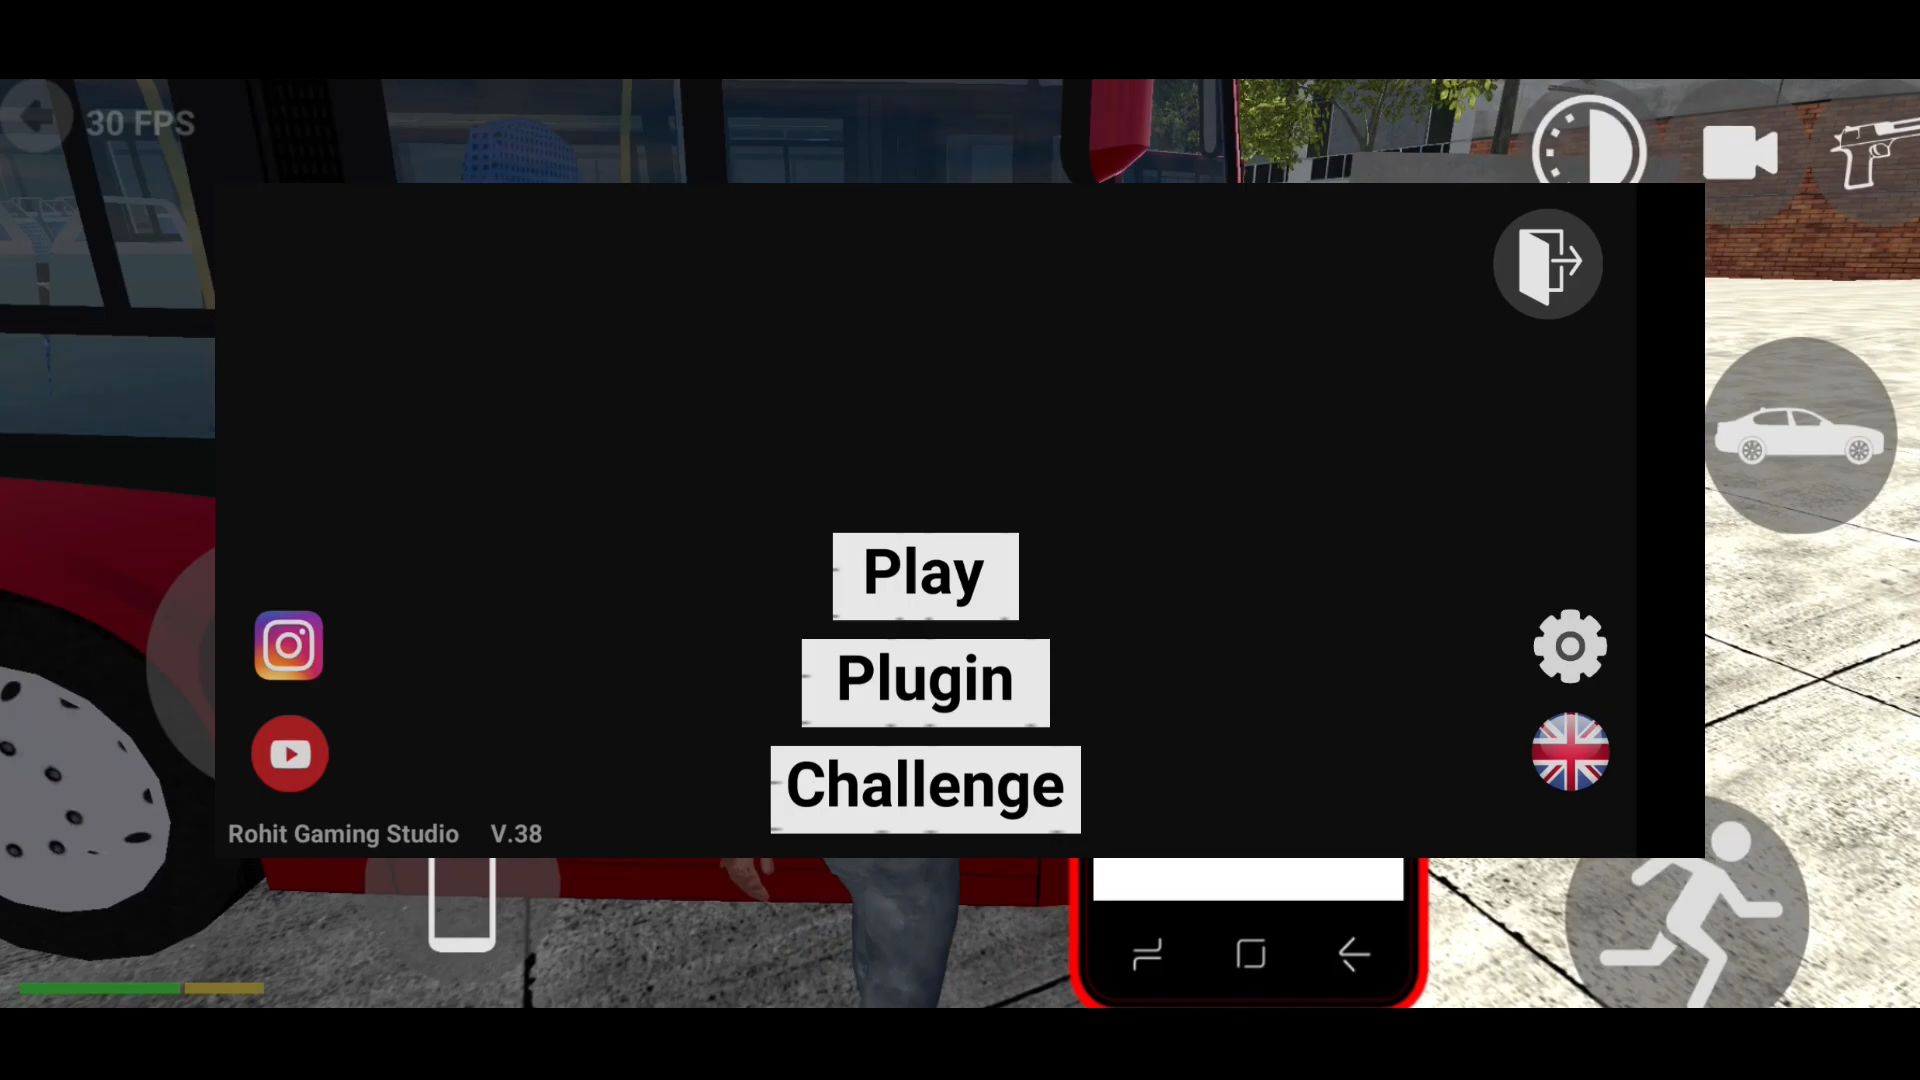 30 FPS
Play
Plugin
Challenge
Rohit Gaming Studio V.38